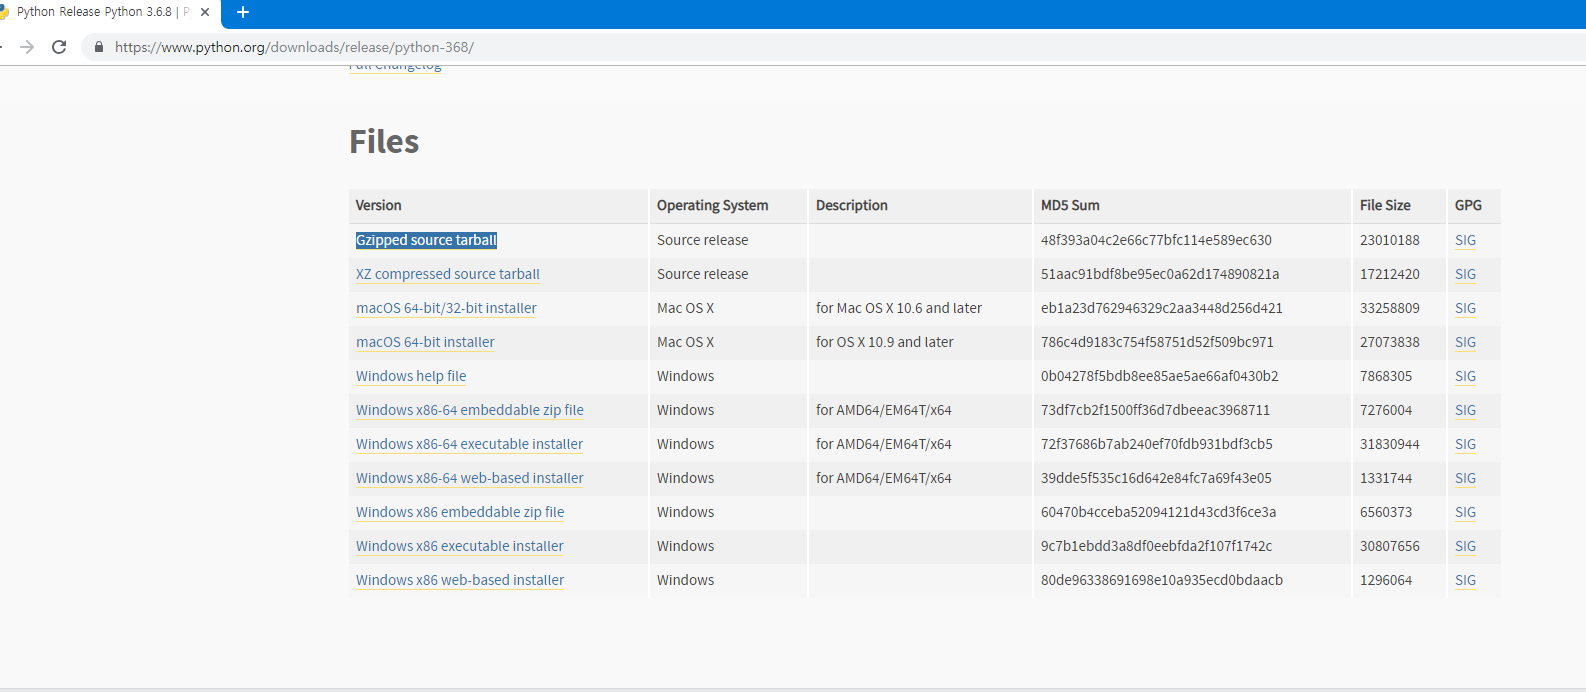 Python Release Python 3.6.8 | P
https://www.python.org/downloads/release/python-368/
Full Changelog
Files
Version Operating System Description MD5 Sum File Size GPG
Gzipped source tarball Source release 48f393a04c2e66c77bfc114e589ec630 23010188 SIG
XZ compressed source tarball Source release 51aac91bdf8be95ec0a62d174890821a 17212420 SIG
macOS 64-bit/32-bit installer Mac OS X for Mac OS X 10.6 and later eb1a23d762946329c2aa3448d256d421 33258809 SIG
macOS 64-bit installer Mac OS X for OS X 10.9 and later 786c4d9183c754f58751d52f509bc971 27073838 SIG
Windows help file Windows 0b04278f5bdb8ee85ae5ae66af0430b2 7868305 SIG
Windows x86-64 embeddable zip file Windows for AMD64/EM64T/x64 73df7cb2f1500ff36d7dbeeac3968711 7276004 SIG
Windows x86-64 executable installer Windows for AMD64/EM64T/x64 72f37686b7ab240ef70fdb931bdf3cb5 31830944 SIG
Windows x86-64 web-based installer Windows for AMD64/EM64T/x64 39dde5f535c16d642e84fc7a69f43e05 1331744 SIG
Windows x86 embeddable zip file Windows 60470b4cceba52094121d43cd3f6ce3a 6560373 SIG
Windows x86 executable installer Windows 9c7b1ebdd3a8df0eebfda2f107f1742c 30807656 SIG
Windows x86 web-based installer Windows 80de96338691698e10a935ecd0bdaacb 1296064 SIG